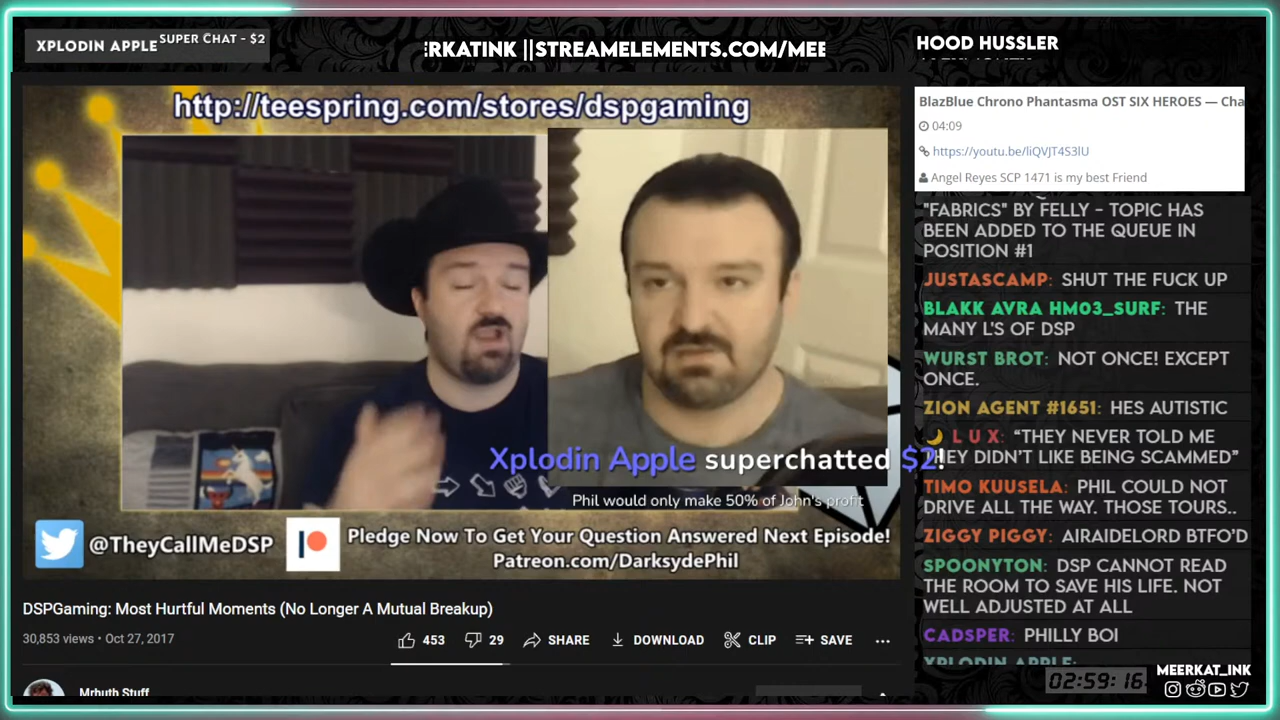 XPLODIN APPLE SUPER CHAT - $2
ERKATINK ||STREAMELEMENTS.COM/MEE
HOOD HUSSLER
http://teespring.com/stores/dspgaming
BlazBlue Chrono Phantasma OST SIX HEROES — Cha
04:09
https://youtu.be/liQVJT4S3lU
Angel Reyes SCP 1471 is my best Friend
"FABRICS" BY FELLY - TOPIC HAS
BEEN ADDED TO THE QUEUE IN
POSITION #1
JUSTASCAMP: SHUT THE FUCK UP
BLAKK AVRA HM03_SURF: THE
MANY L'S OF DSP
WURST BROT: NOT ONCE! EXCEPT
ONCE.
ZION AGENT #1651: HES AUTISTIC
🌙 L U X: "THEY NEVER TOLD ME
THEY DIDN'T LIKE BEING SCAMMED"
TIMO KUUSELA: PHIL COULD NOT
DRIVE ALL THE WAY. THOSE TOURS..
ZIGGY PIGGY: AIRAIDELORD BTFO'D
SPOONYTON: DSP CANNOT READ
THE ROOM TO SAVE HIS LIFE. NOT
WELL ADJUSTED AT ALL
CADSPER: PHILLY BOI
XPLODIN APPLE:
Xplodin Apple superchatted $2!
Phil would only make 50% of John's profit
@TheyCallMeDSP
Pledge Now To Get Your Question Answered Next Episode!
Patreon.com/DarksydePhil
DSPGaming: Most Hurtful Moments (No Longer A Mutual Breakup)
30,853 views • Oct 27, 2017
453
29
SHARE
DOWNLOAD
CLIP
SAVE
Mrhuth Stuff
02:59:16
MEERKAT_INK